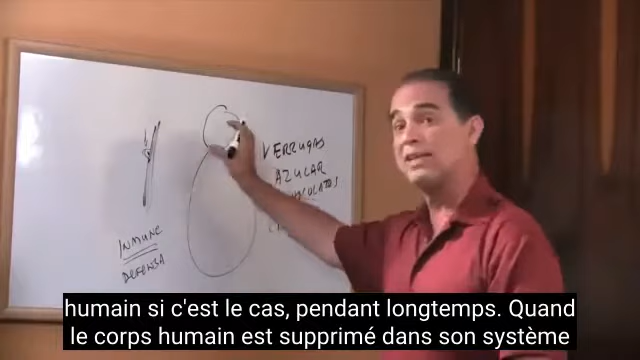 VERRUGAS
AZUCAR
INMUNE
DEFENSA
humain si c'est le cas, pendant longtemps. Quand
le corps humain est supprimé dans son système